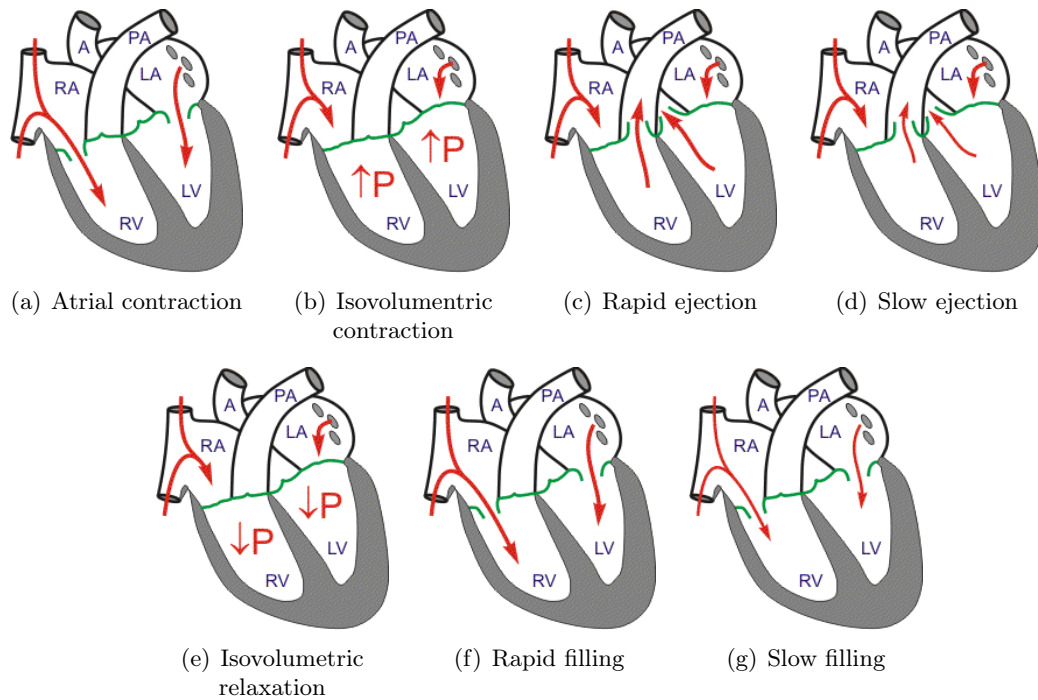 A PA
RA LA
LV
RV
A PA
RA LA
↑P ↑P
LV
RV
A PA
RA LA
LV
RV
A PA
RA LA
LV
RV
(a) Atrial contraction
(b) Isovolumentric
contraction
(c) Rapid ejection
(d) Slow ejection
A PA
RA LA
↓P ↓P
LV
RV
A PA
RA LA
LV
RV
A PA
RA LA
LV
RV
(e) Isovolumetric
relaxation
(f) Rapid filling
(g) Slow filling